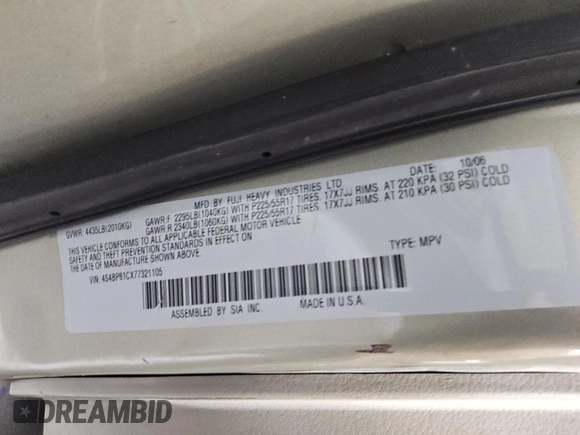 MFD BY FUJI HEAVY INDUSTRIES LTD. DATE: 10/06
GVWR 4435LB(2010KG) GAWR:F 2295LB(1040KG) WITH P225/55R17 TIRES. 17X7JJ RIMS. AT 220 KPA (32 PSI) COLD
GAWR:R 2340LB(1060KG) WITH P225/55R17 TIRES. 17X7JJ RIMS. AT 210 KPA (30 PSI) COLD
THIS VEHICLE CONFORMS TO ALL APPLICABLE FEDERAL MOTOR VEHICLE
SAFETY AND THEFT PREVENTION STANDARDS IN EFFECT ON
THE DATE OF MANUFACTURE SHOWN ABOVE.
VIN: 4S4BP61CX77321105 TYPE: MPV
ASSEMBLED BY SIA INC. MADE IN U.S.A.
DREAMBID